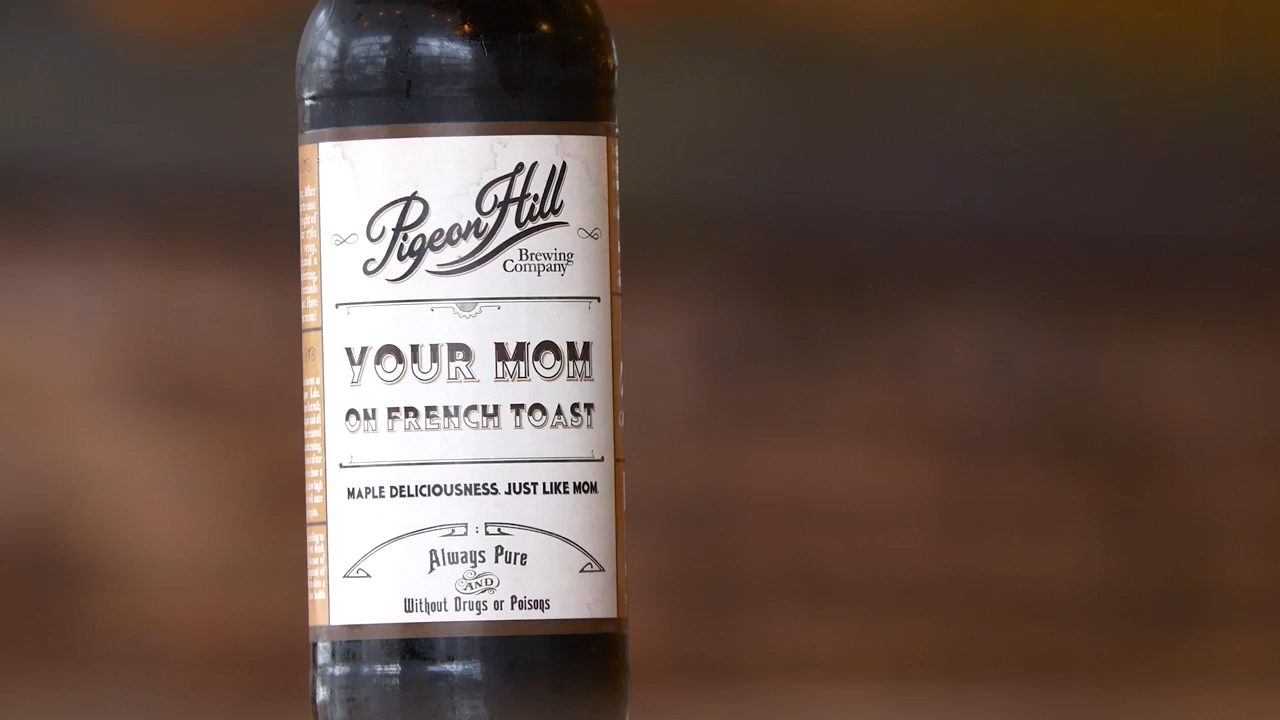 Pigeon Hill
Brewing
Company
YOUR MOM
ON FRENCH TOAST
MAPLE DELICIOUSNESS. JUST LIKE MOM.
Always Pure
AND
Without Drugs or Poisons